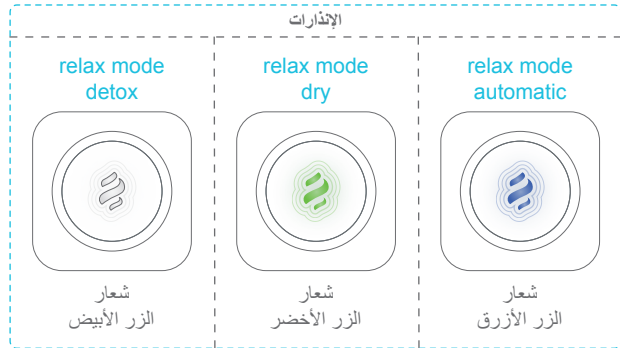 الإنذارات
relax mode
detox
relax mode
dry
relax mode
automatic
شعار
الزر الأبيض
شعار
الزر الأخضر
شعار
الزر الأزرق